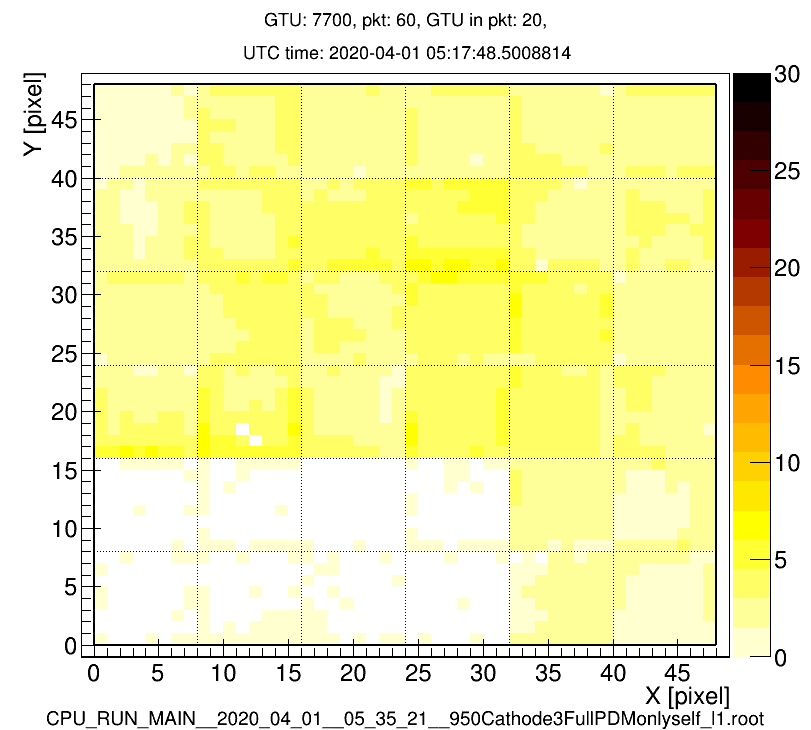 GTU: 7700, pkt: 60, GTU in pkt: 20,
UTC time: 2020-04-01 05:17:48.5008814
Y [pixel]
45
40
35
30
25
20
15
10
5
0
0 5 10 15 20 25 30 35 40 45
X [pixel]
30
25
20
15
10
5
0
CPU_RUN_MAIN__2020_04_01__05_35_21__950Cathode3FullPDMonlyself_l1.root